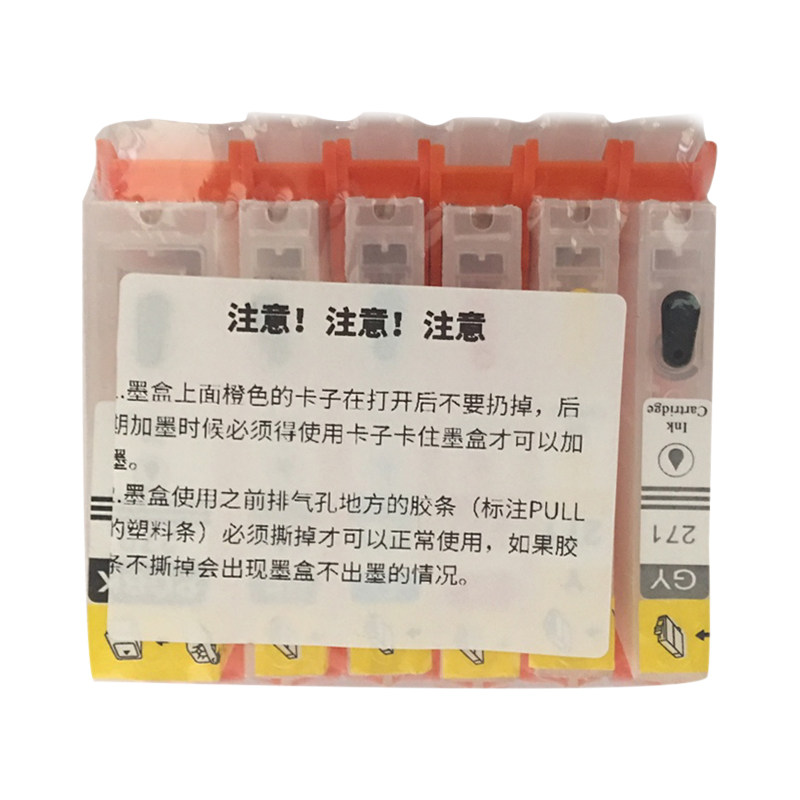 注意！注意！注意
1.墨盒上面橙色的卡子在打开后不要扔掉，后
期加墨时候必须得使用卡子卡住墨盒才可以加
墨。
2.墨盒使用之前排气孔地方的胶条（标注PULL
的塑料条）必须撕掉才可以正常使用，如果胶
条不撕掉会出现墨盒不出墨的情况。
Ink
Cartridge
271
GY
K